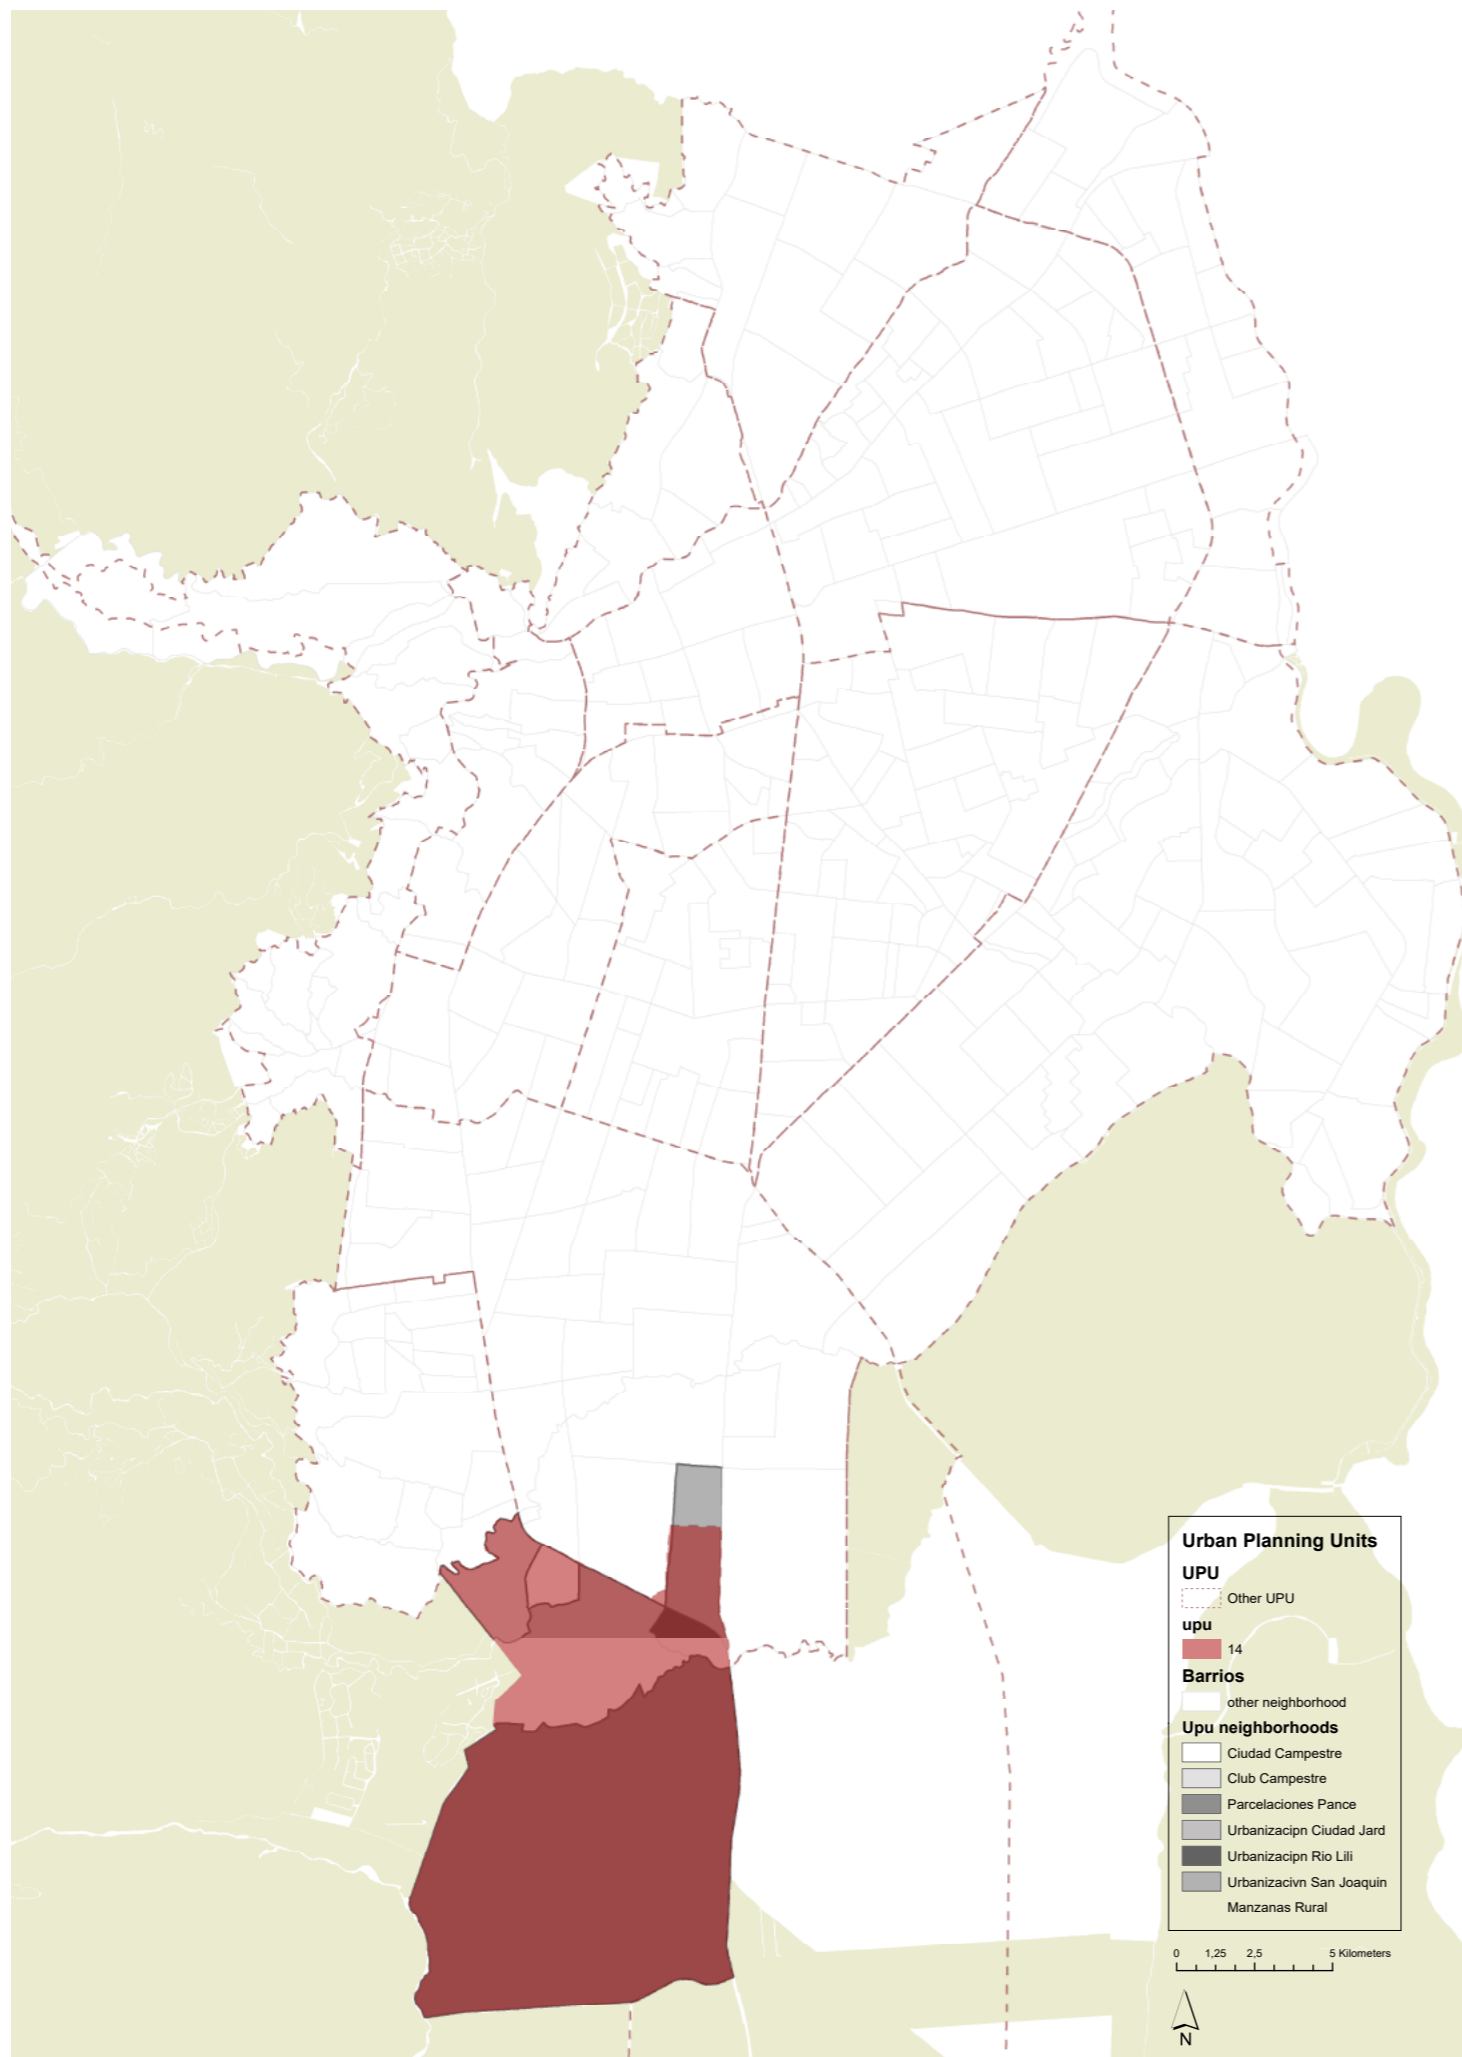 Urban Planning Units
UPU
Other UPU
upu
14
Barrios
other neighborhood
Upu neighborhoods
Ciudad Campestre
Club Campestre
Parcelaciones Pance
Urbanizacipn Ciudad Jard
Urbanizacipn Rio Lili
Urbanizacivn San Joaquin
Manzanas Rural
0 1,25 2,5 5 Kilometers
N